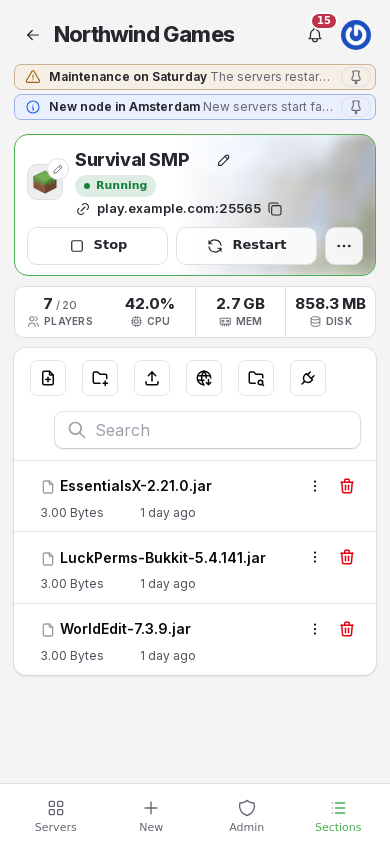 Northwind Games
15
Maintenance on Saturday The servers restar...
New node in Amsterdam New servers start fa...
Survival SMP
Running
play.example.com:25565
Stop
Restart
7 / 20
PLAYERS
42.0%
CPU
2.7 GB
MEM
858.3 MB
DISK
Search
EssentialsX-2.21.0.jar
3.00 Bytes 1 day ago
LuckPerms-Bukkit-5.4.141.jar
3.00 Bytes 1 day ago
WorldEdit-7.3.9.jar
3.00 Bytes 1 day ago
Servers
New
Admin
Sections